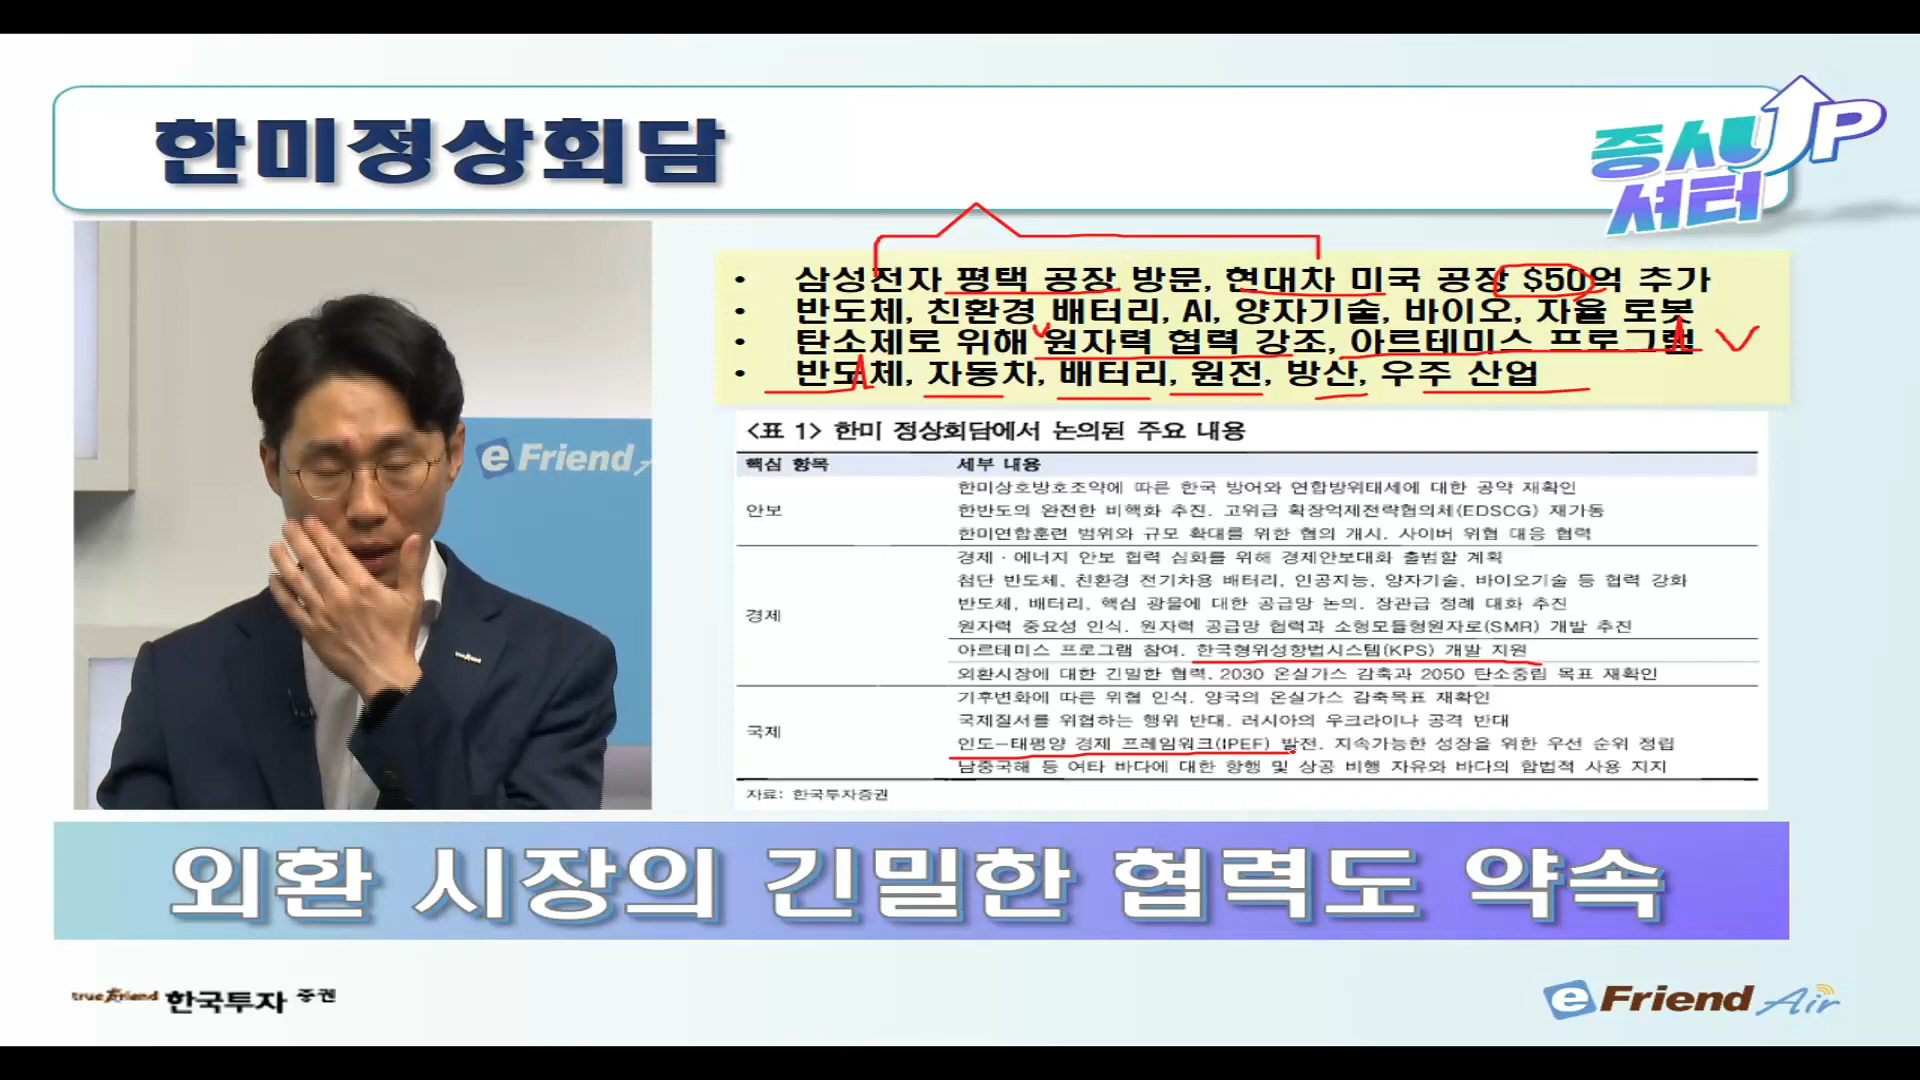 한미정상회담
증시 UP
셔터
• 삼성전자 평택 공장 방문, 현대차 미국 공장 $50억 추가
• 반도체, 친환경 배터리, AI, 양자기술, 바이오, 자율 로봇
• 탄소제로 위해 원자력 협력 강조, 아르테미스 프로그램
• 반도체, 자동차, 배터리, 원전, 방산, 우주 산업
e Friend
<표 1> 한미 정상회담에서 논의된 주요 내용
핵심 항목 세부 내용
한미상호방호조약에 따른 한국 방어와 연합방위태세에 대한 공약 재확인
안보 한반도의 완전한 비핵화 추진. 고위급 확장억제전략협의체(EDSCG) 재가동
한미연합훈련 범위와 규모 확대를 위한 협의 개시. 사이버 위협 대응 협력
경제·에너지 안보 협력 심화를 위해 경제안보대화 출범할 계획
첨단 반도체, 친환경 전기차용 배터리, 인공지능, 양자기술, 바이오기술 등 협력 강화
반도체, 배터리, 핵심 광물에 대한 공급망 논의. 장관급 정례 대화 추진
경제
원자력 중요성 인식. 원자력 공급망 협력과 소형모듈형원자로(SMR) 개발 추진
아르테미스 프로그램 참여. 한국형위성항법시스템(KPS) 개발 지원
외환시장에 대한 긴밀한 협력. 2030 온실가스 감축과 2050 탄소중립 목표 재확인
기후변화에 따른 위협 인식. 양국의 온실가스 감축목표 재확인
국제질서를 위협하는 행위 반대. 러시아의 우크라이나 공격 반대
국제
인도-태평양 경제 프레임워크(IPEF) 발전. 지속가능한 성장을 위한 우선 순위 정립
남중국해 등 여타 바다에 대한 항행 및 상공 비행 자유와 바다의 합법적 사용 지지
자료: 한국투자증권
외환 시장의 긴밀한 협력도 약속
true Friend 한국투자 증권
e Friend Air